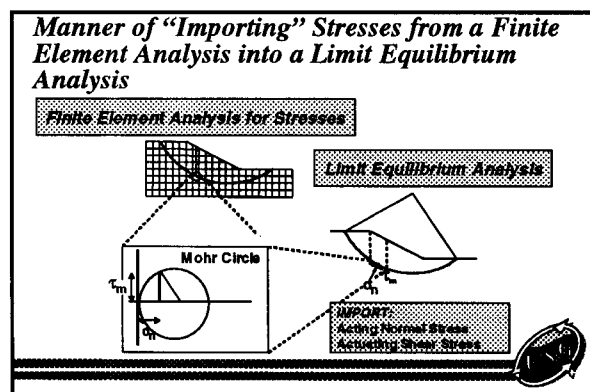 Manner of “Importing” Stresses from a Finite
Element Analysis into a Limit Equilibrium
Analysis
Finite Element Analysis for Stresses
Limit Equilibrium Analysis
Mohr Circle
τm
σn
σn
τm
IMPORT:
Acting Normal Stress
Actuating Shear Stress